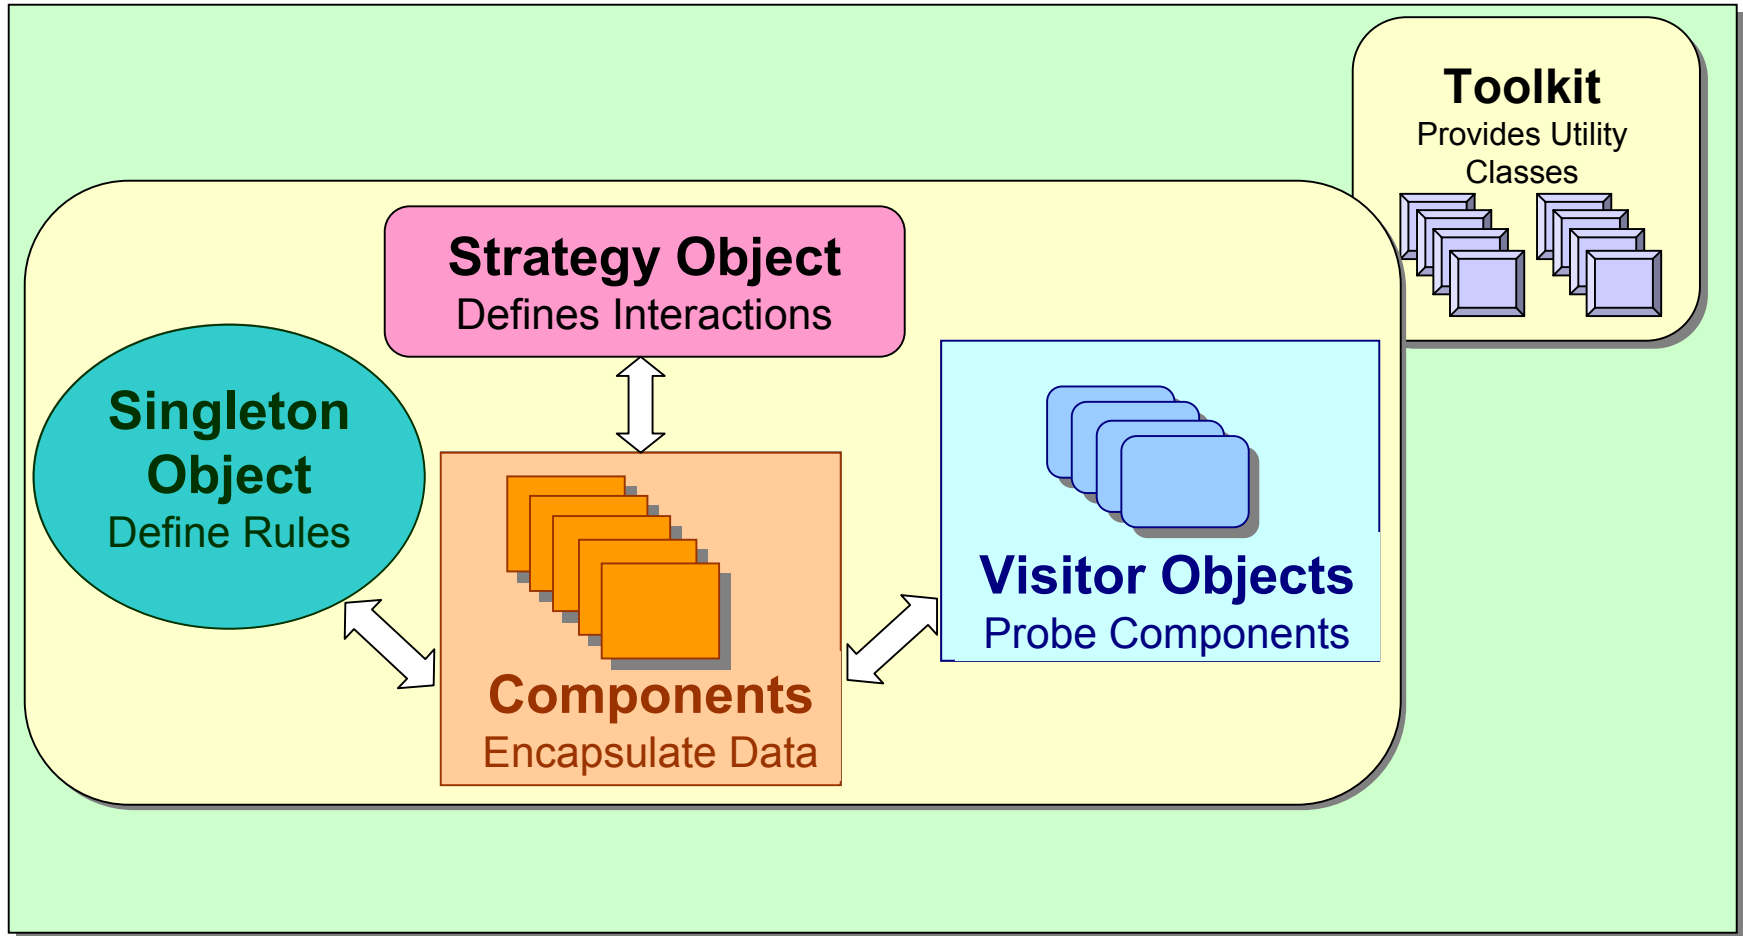 Toolkit
Provides Utility
Classes
Strategy Object
Defines Interactions
Singleton
Object
Define Rules
Visitor Objects
Probe Components
Components
Encapsulate Data